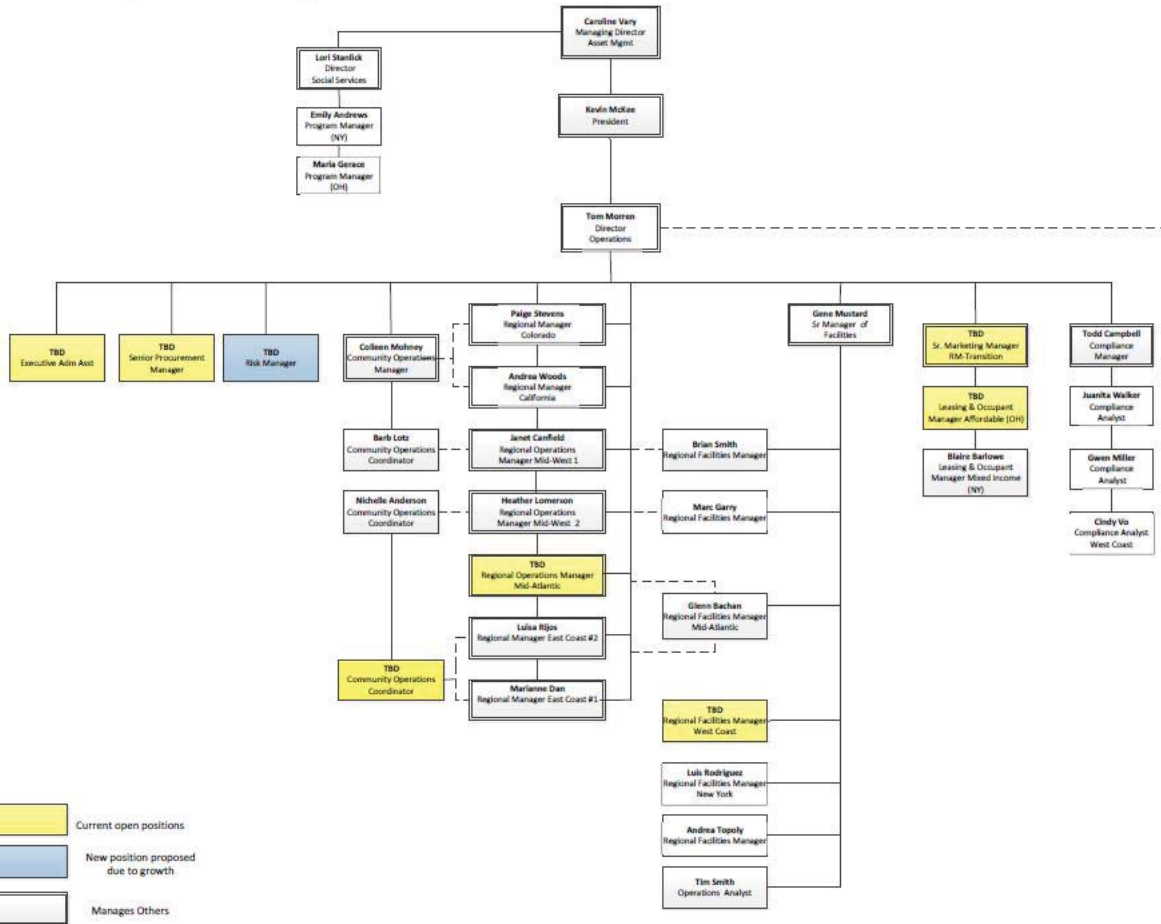 Caroline Vary
Managing Director
Asset Mgmt
Lori Stanlick
Director
Social Services
Emily Andrews
Program Manager
(NY)
Maria Gerace
Program Manager
(OH)
Kevin McKee
President
Tom Morren
Director
Operations
TBD
Executive Adm Asst
TBD
Senior Procurement
Manager
TBD
Risk Manager
Colleen Mohney
Community Operations
Manager
Barb Lotz
Community Operations
Coordinator
Nichelle Anderson
Community Operations
Coordinator
TBD
Community Operations
Coordinator
Paige Stevens
Regional Manager
Colorado
Andrea Woods
Regional Manager
California
Janet Canfield
Regional Operations
Manager Mid-West 1
Heather Lomerson
Regional Operations
Manager Mid-West 2
TBD
Regional Operations Manager
Mid-Atlantic
Luisa Rijos
Regional Manager East Coast #2
Marianne Dan
Regional Manager East Coast #1
Gene Mustard
Sr Manager of
Facilities
Brian Smith
Regional Facilities Manager
Marc Garry
Regional Facilities Manager
Glenn Bachan
Regional Facilities Manager
Mid-Atlantic
TBD
Regional Facilities Manager
West Coast
Luis Rodriguez
Regional Facilities Manager
New York
Andrea Topoly
Regional Facilities Manager
Tim Smith
Operations Analyst
TBD
Sr. Marketing Manager
RM-Transition
TBD
Leasing & Occupant
Manager Affordable (OH)
Blaire Barlowe
Leasing & Occupant
Manager Mixed Income
(NY)
Todd Campbell
Compliance
Manager
Juanita Walker
Compliance
Analyst
Gwen Miller
Compliance
Analyst
Cindy Vo
Compliance Analyst
West Coast
Current open positions
New position proposed
due to growth
Manages Others